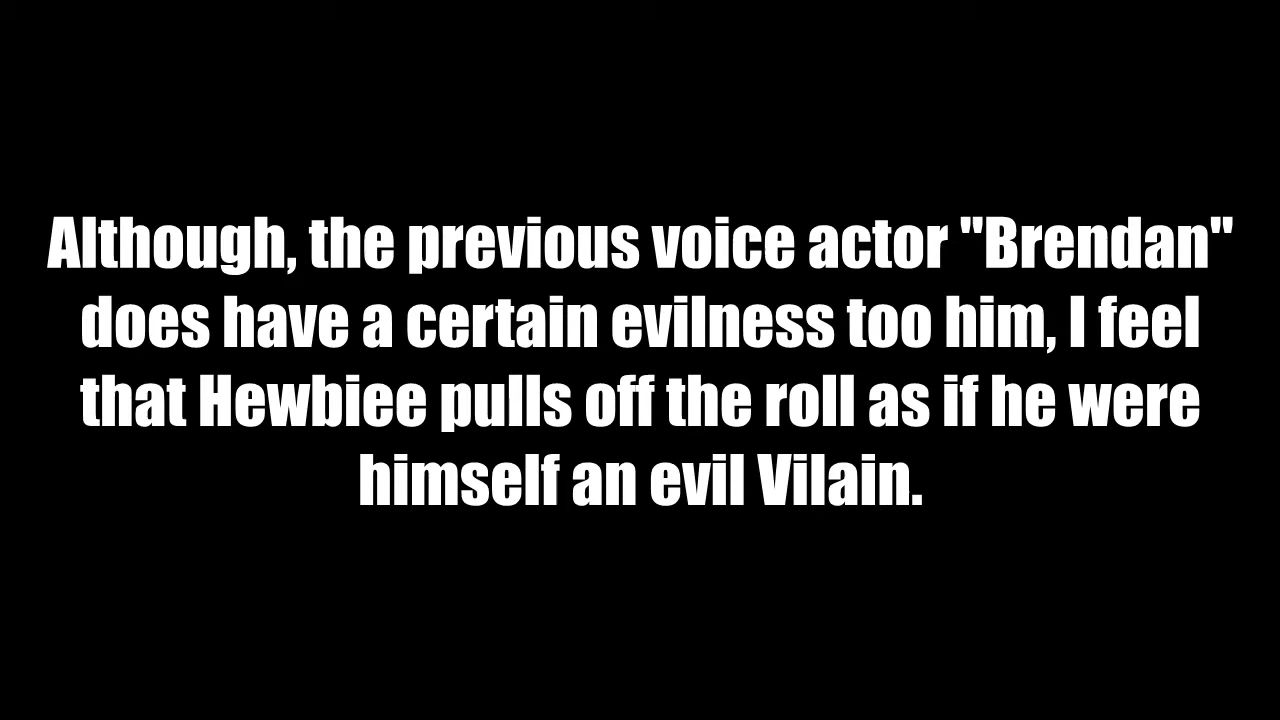 Although, the previous voice actor "Brendan"
does have a certain evilness too him, I feel
that Hewbiee pulls off the roll as if he were
himself an evil Vilain.